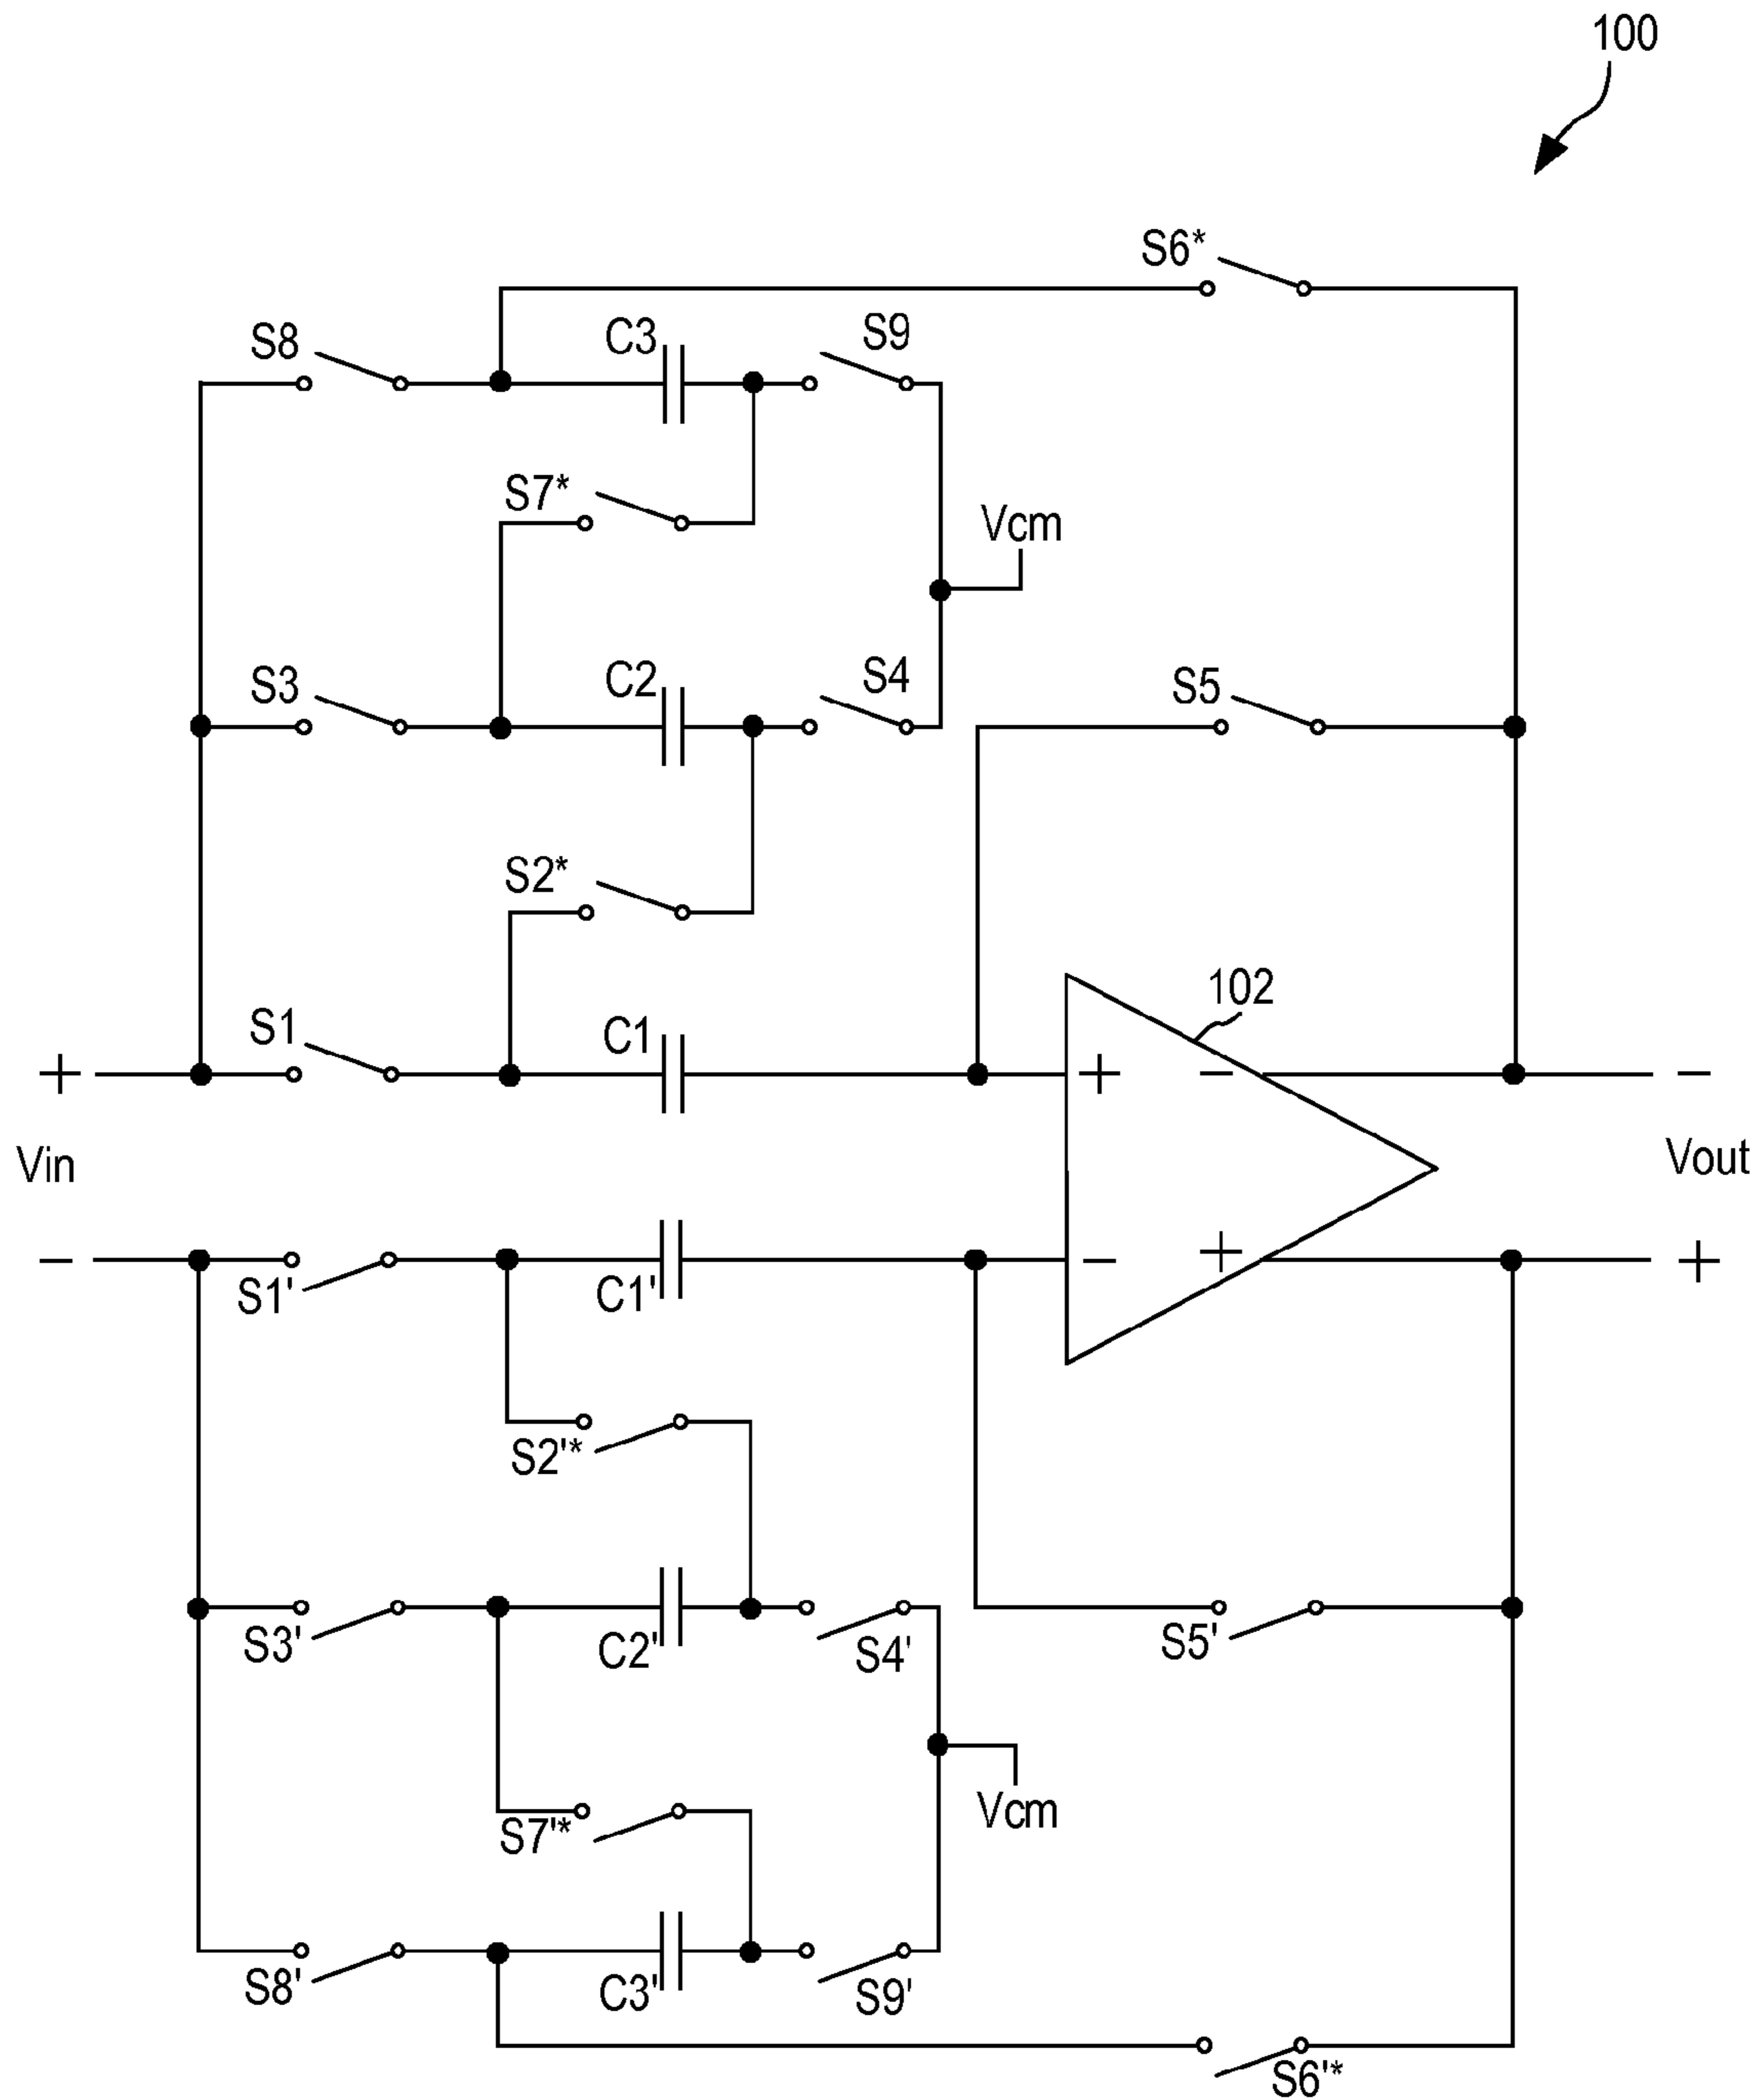 100
S6*
S8
C3
S9
S7*
Vcm
S3
C2
S4
S5
S2*
102
S1
C1
+
+
−
−
Vin
Vout
−
−
+
+
S1'
C1'
S2'*
S3'
C2'
S4'
S5'
S7'*
Vcm
S8'
C3'
S9'
S6'*